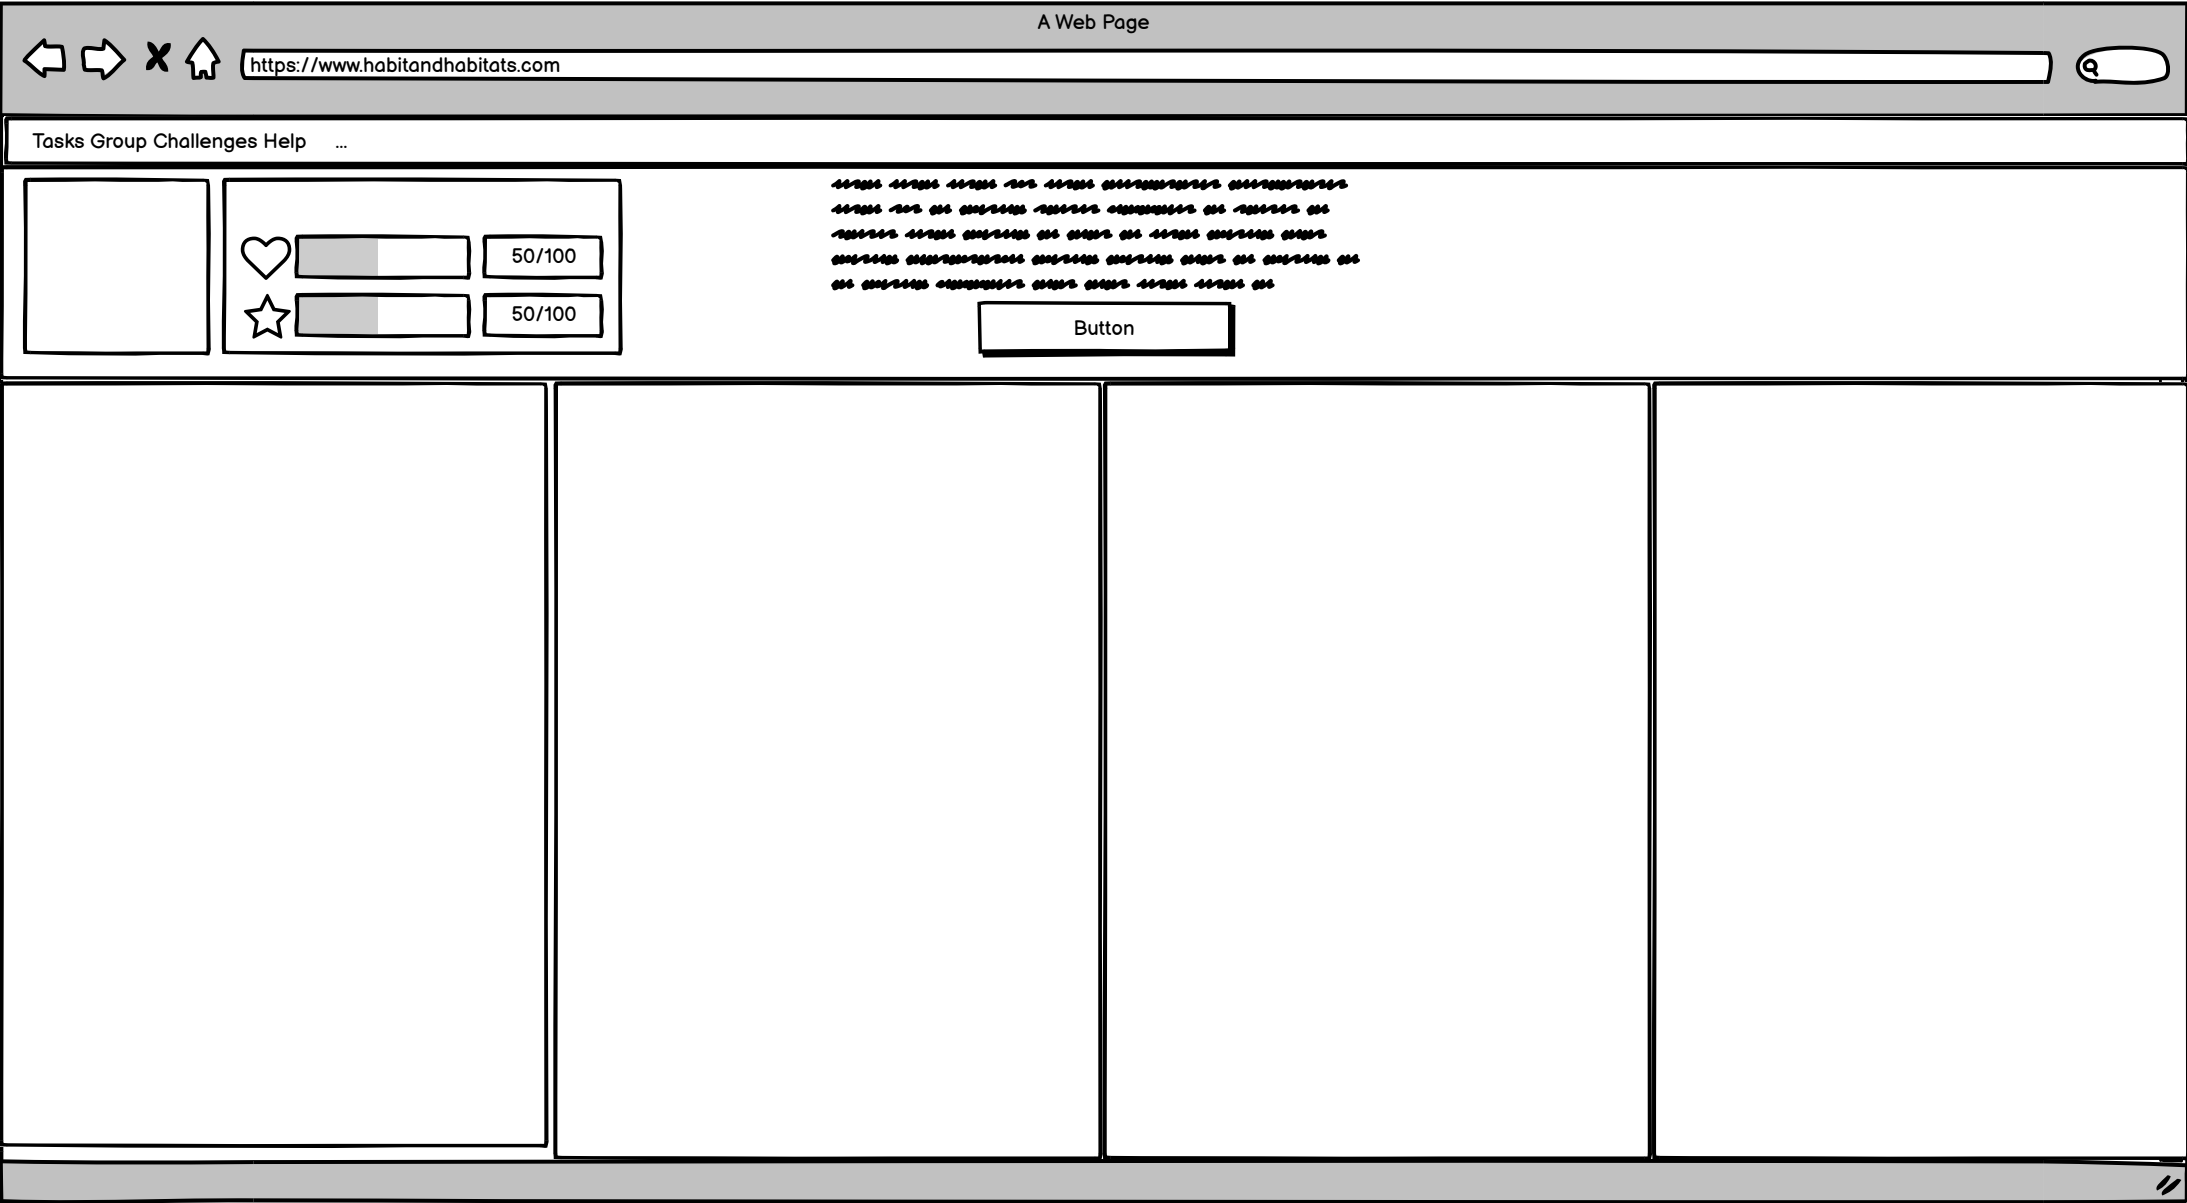 A Web Page
https://www.habitandhabitats.com
Tasks Group Challenges Help ...
50/100
50/100
Button